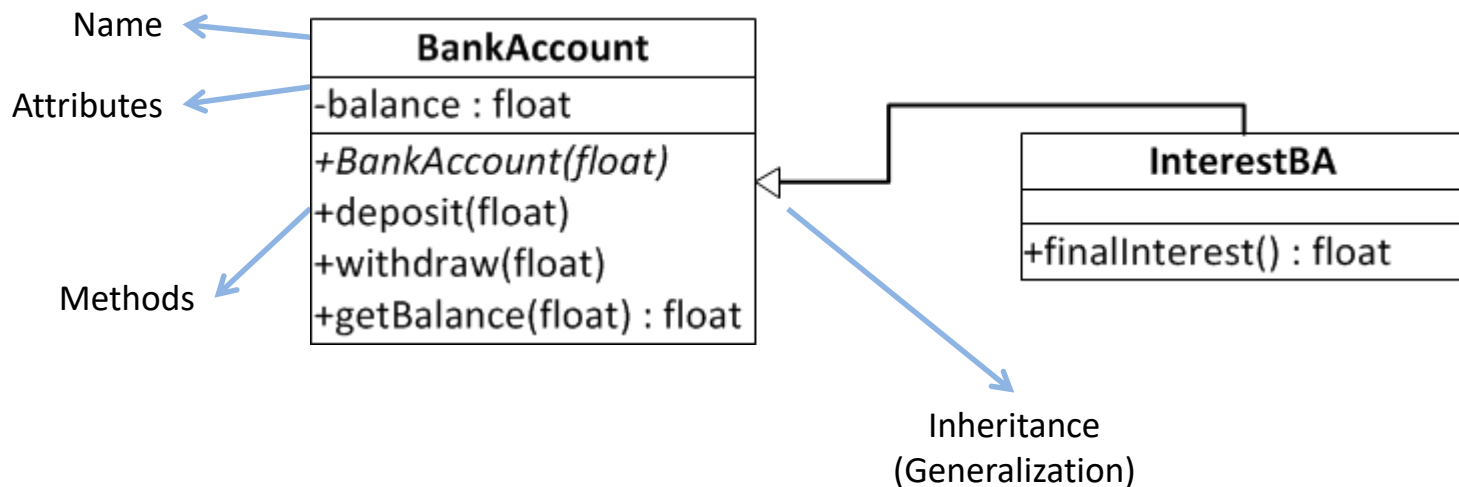 Name
Attributes
Methods
BankAccount
-balance : float
+BankAccount(float)
+deposit(float)
+withdraw(float)
+getBalance(float) : float
InterestBA
+finalInterest() : float
Inheritance
(Generalization)